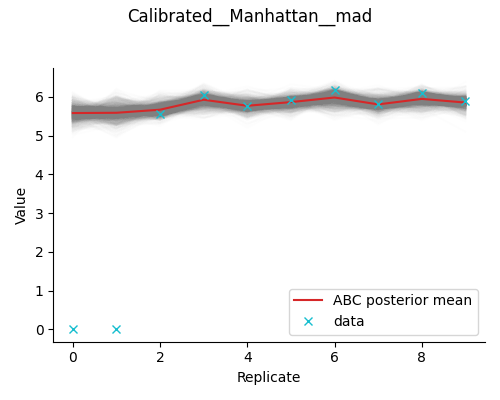 Calibrated__Manhattan__mad
6
5
4
3
2
1
0
Value
ABC posterior mean
data
0 2 4 6 8
Replicate